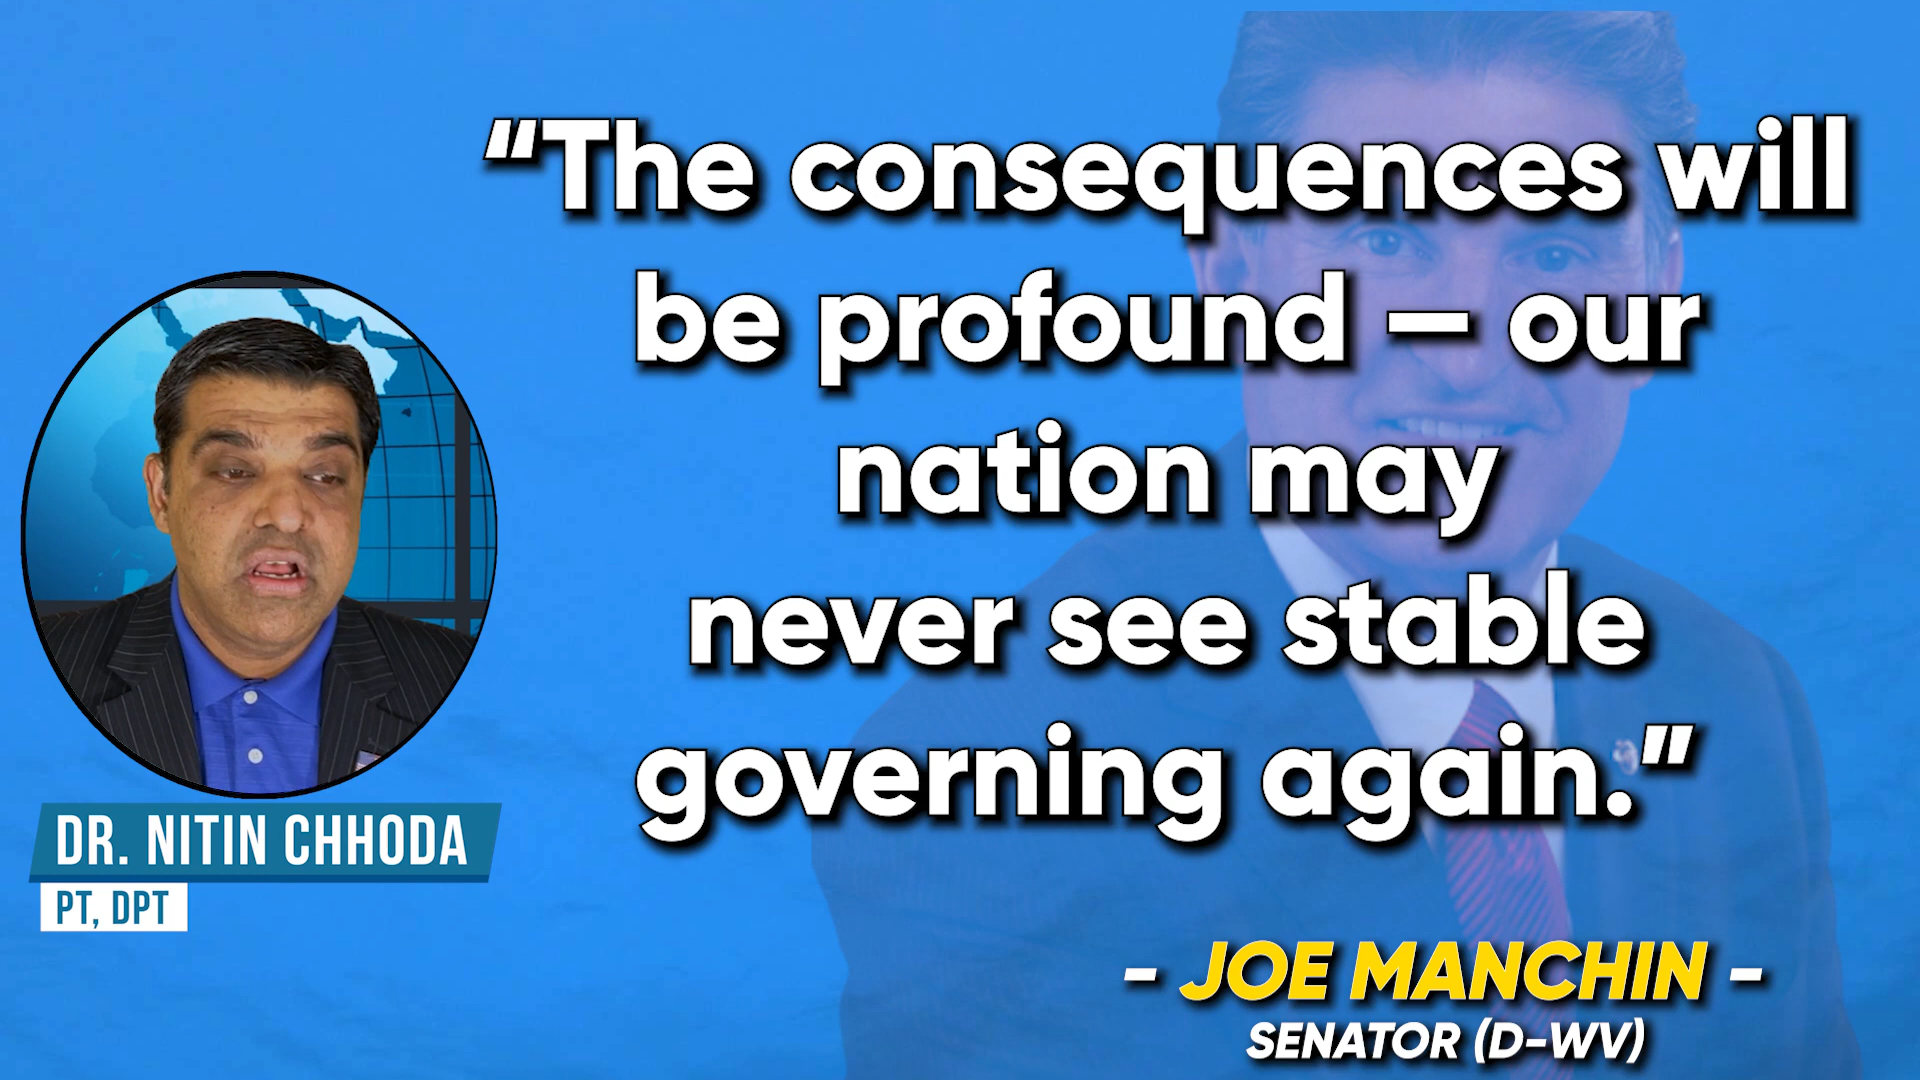 “The consequences will
be profound — our
nation may
never see stable
governing again.”
DR. NITIN CHHODA
PT, DPT
- JOE MANCHIN -
SENATOR (D-WV)